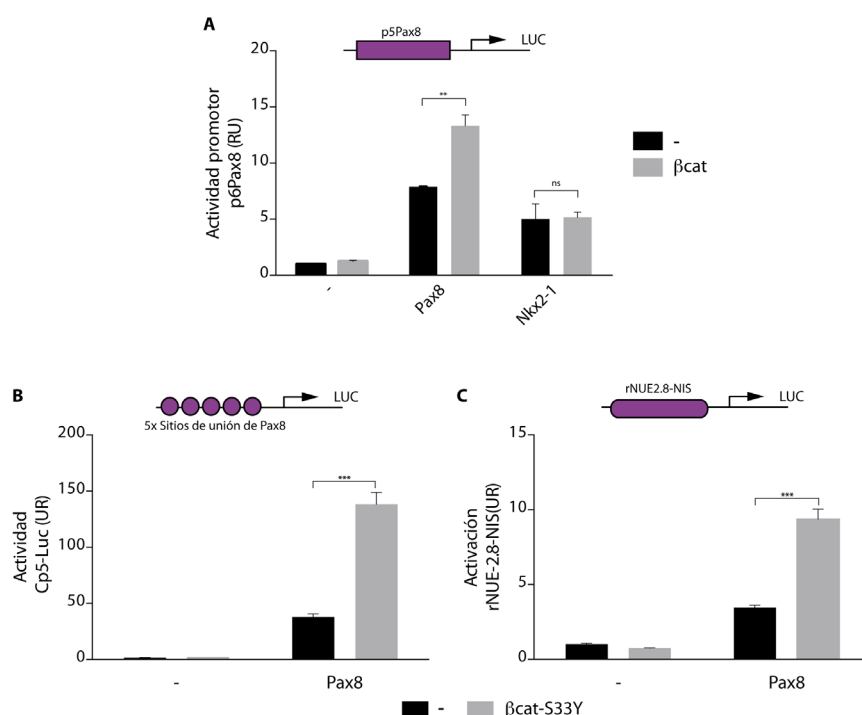 A
p5Pax8
LUC
20
15
10
5
0
Actividad promotor
p6Pax8 (RU)
**
ns
-
Pax8
Nkx2-1
-
βcat
B
LUC
5x Sitios de unión de Pax8
200
150
100
50
0
Actividad
Cp5-Luc (UR)
***
-
Pax8
C
rNUE2.8-NIS
LUC
15
10
5
0
Activación
rNUE-2.8-NIS(UR)
***
-
Pax8
-
βcat-S33Y